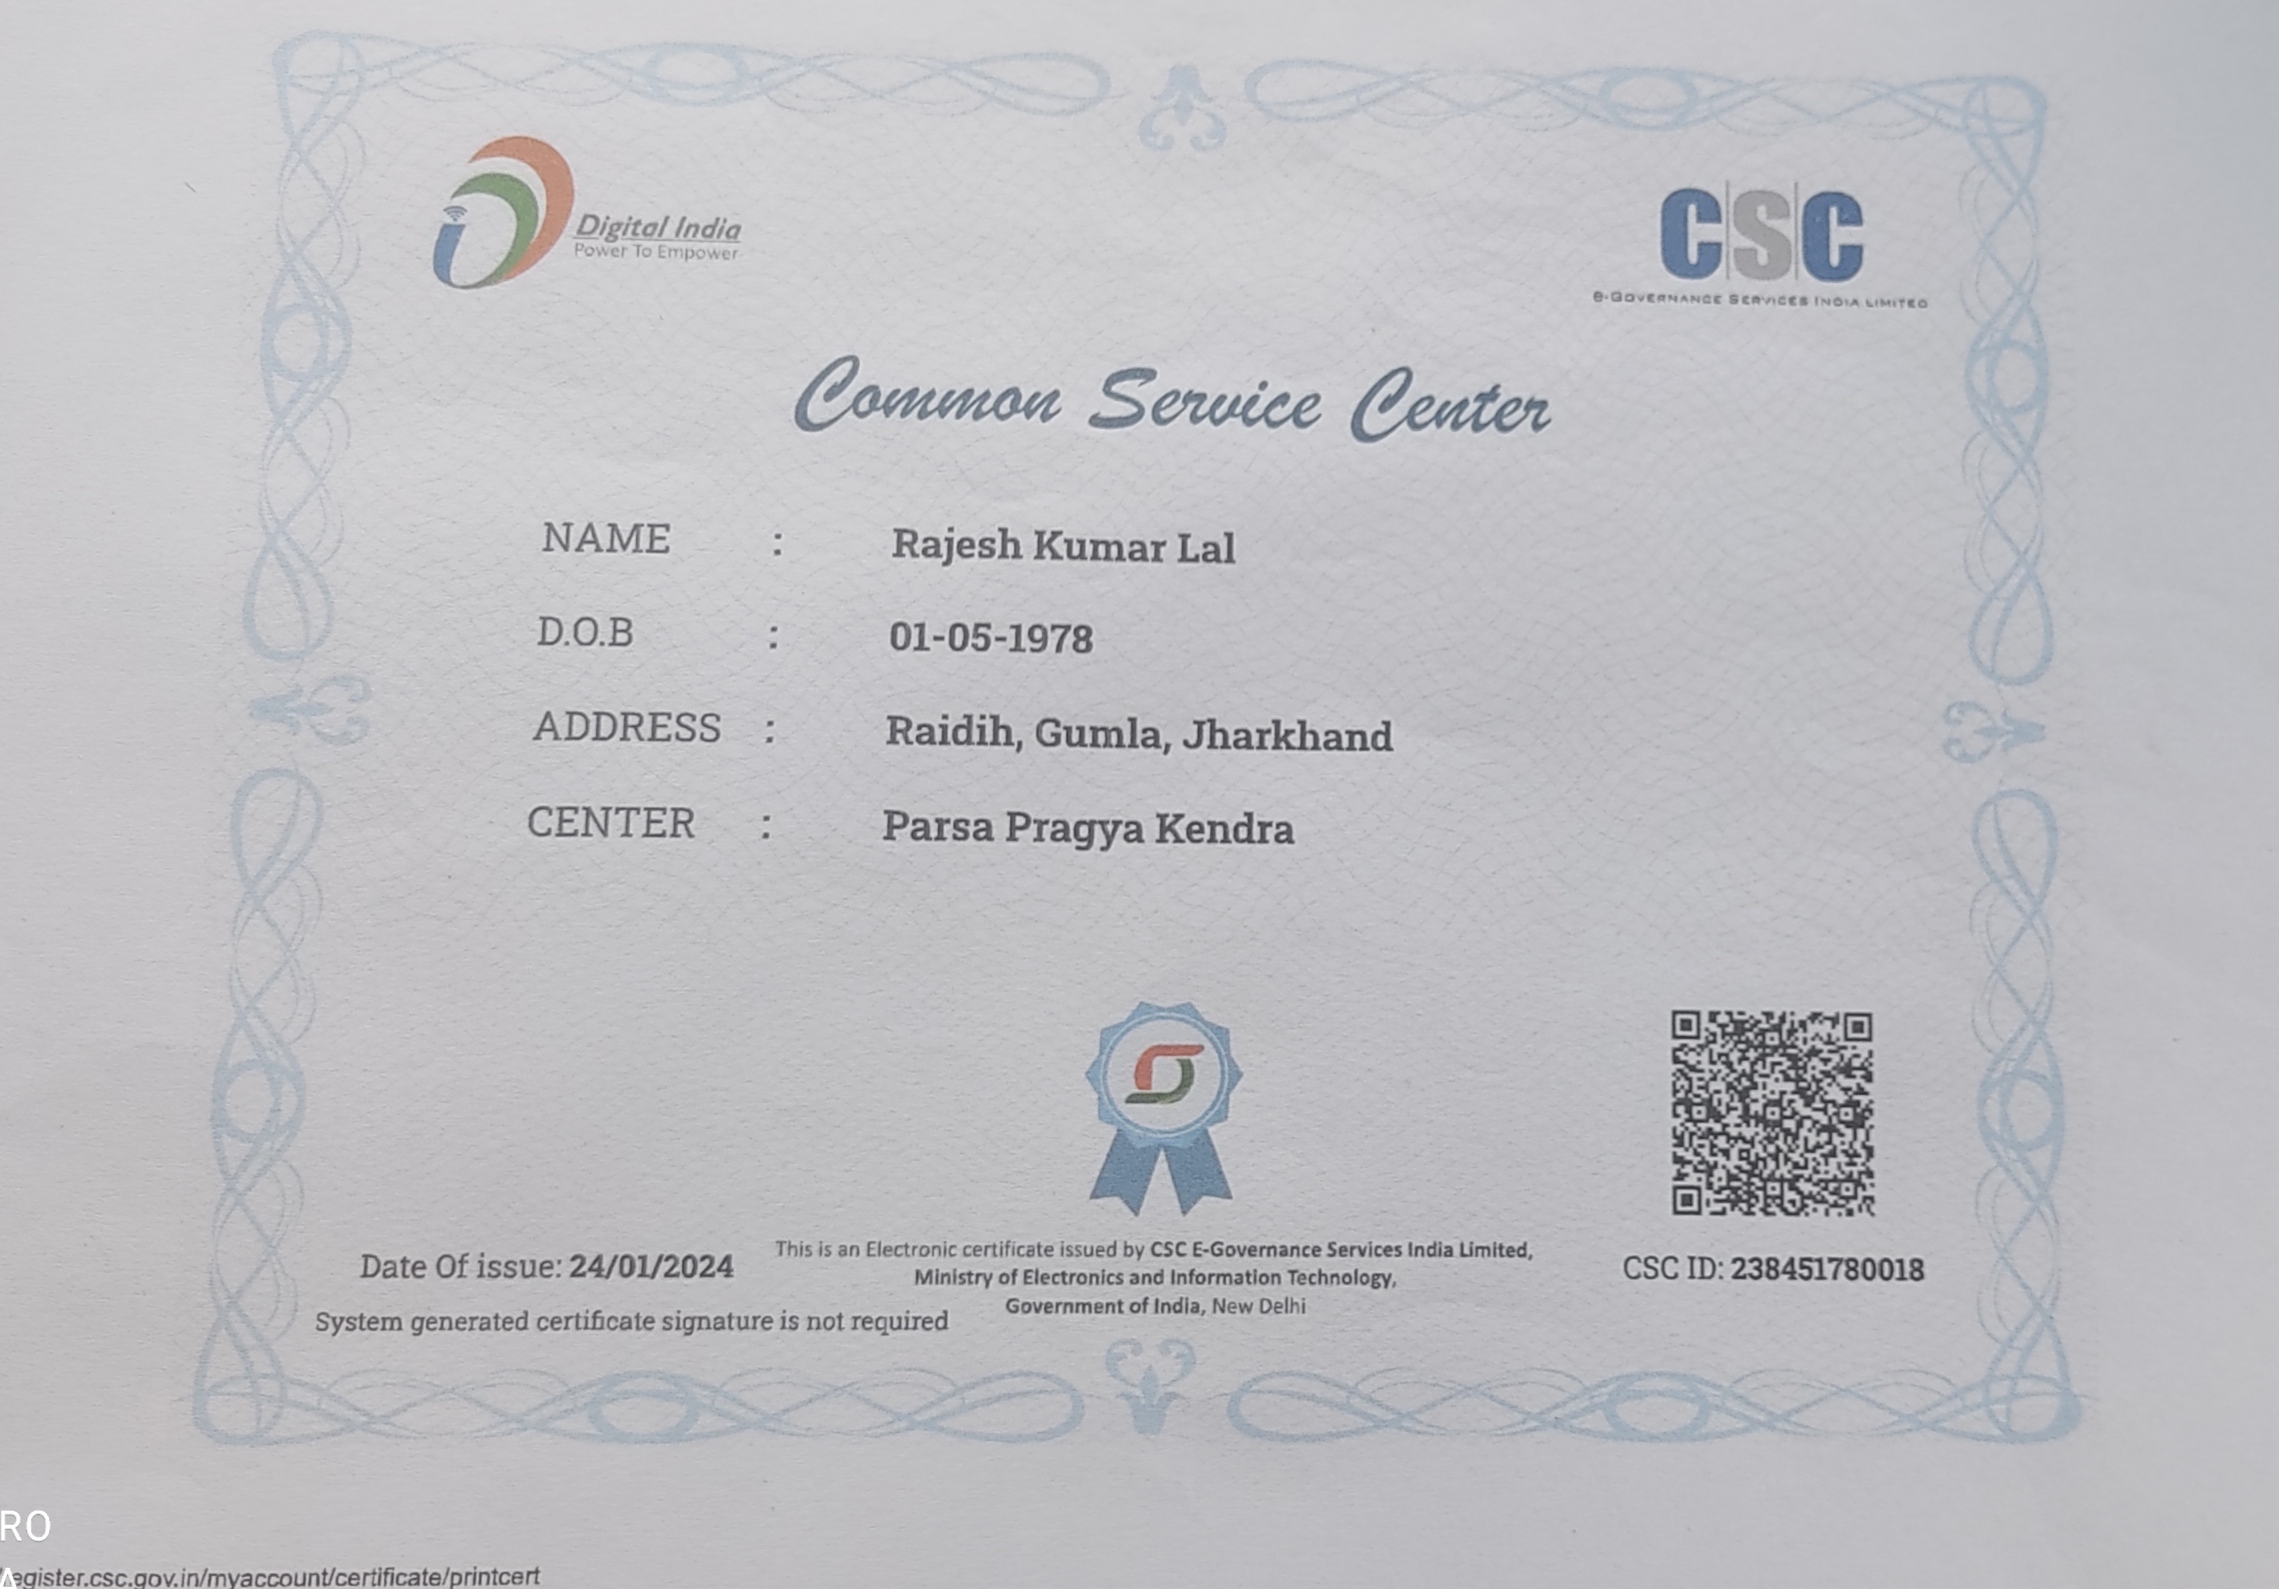 Digital India
Power To Empower
CSC
e-Governance Services India Limited
Common Service Center
NAME : Rajesh Kumar Lal
D.O.B : 01-05-1978
ADDRESS : Raidih, Gumla, Jharkhand
CENTER : Parsa Pragya Kendra
Date Of issue: 24/01/2024
System generated certificate signature is not required
This is an Electronic certificate issued by CSC E-Governance Services India Limited,
Ministry of Electronics and Information Technology,
Government of India, New Delhi
CSC ID: 238451780018
RO
egister.csc.gov.in/myaccount/certificate/printcert